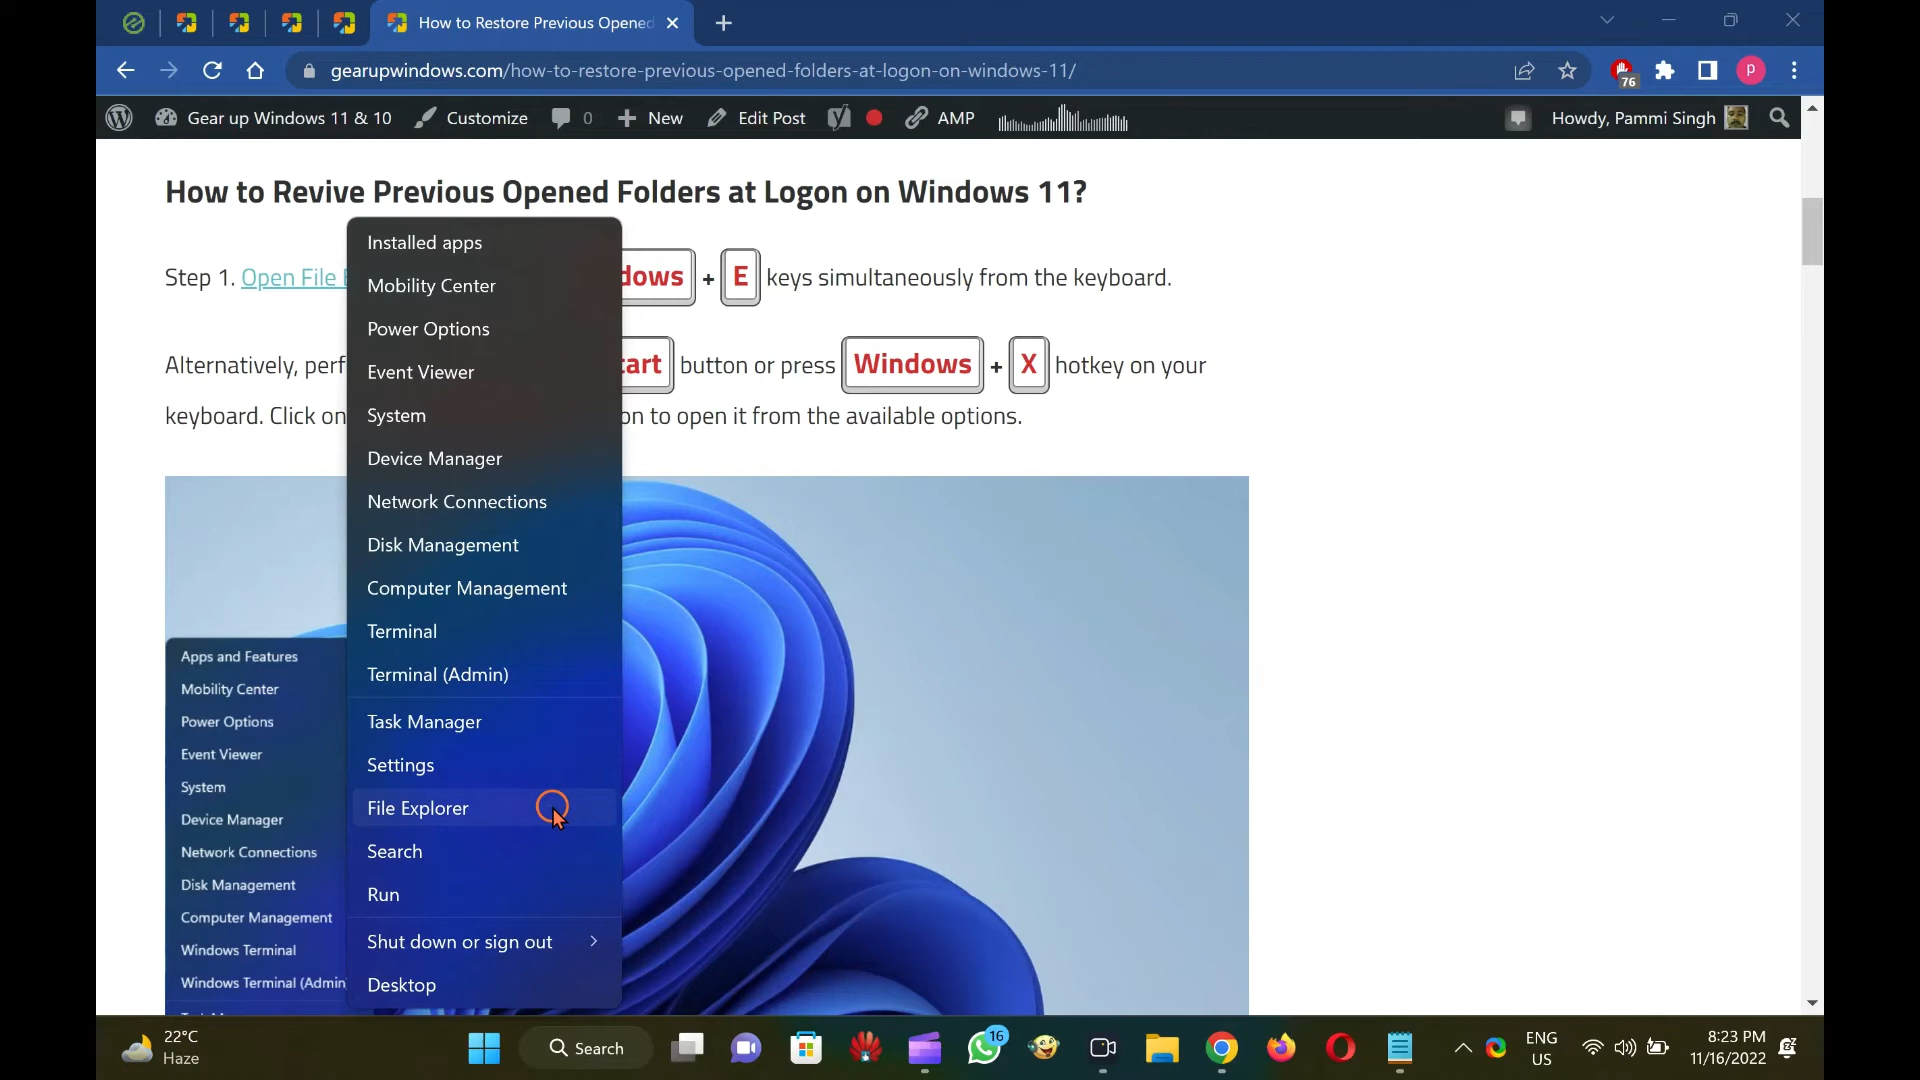 How to Restore Previous Opened
gearupwindows.com/how-to-restore-previous-opened-folders-at-logon-on-windows-11/
76
P
Gear up Windows 11 & 10
Customize
0
New
Edit Post
AMP
Howdy, Pammi Singh
How to Revive Previous Opened Folders at Logon on Windows 11?
Step 1. Open File
dows + E keys simultaneously from the keyboard.
Alternatively,
button or press Windows + X hotkey on your
keyboard. Click on
on to open it from the available options.
Installed apps
Mobility Center
Power Options
Event Viewer
System
Device Manager
Network Connections
Disk Management
Computer Management
Terminal
Terminal (Admin)
Task Manager
Settings
File Explorer
Search
Run
Shut down or sign out
Desktop
Apps and Features
Mobility Center
Power Options
Event Viewer
System
Device Manager
Network Connections
Disk Management
Computer Management
Windows Terminal
Windows Terminal (Admin
22°C
Haze
Search
16
ENG
US
8:23 PM
11/16/2022